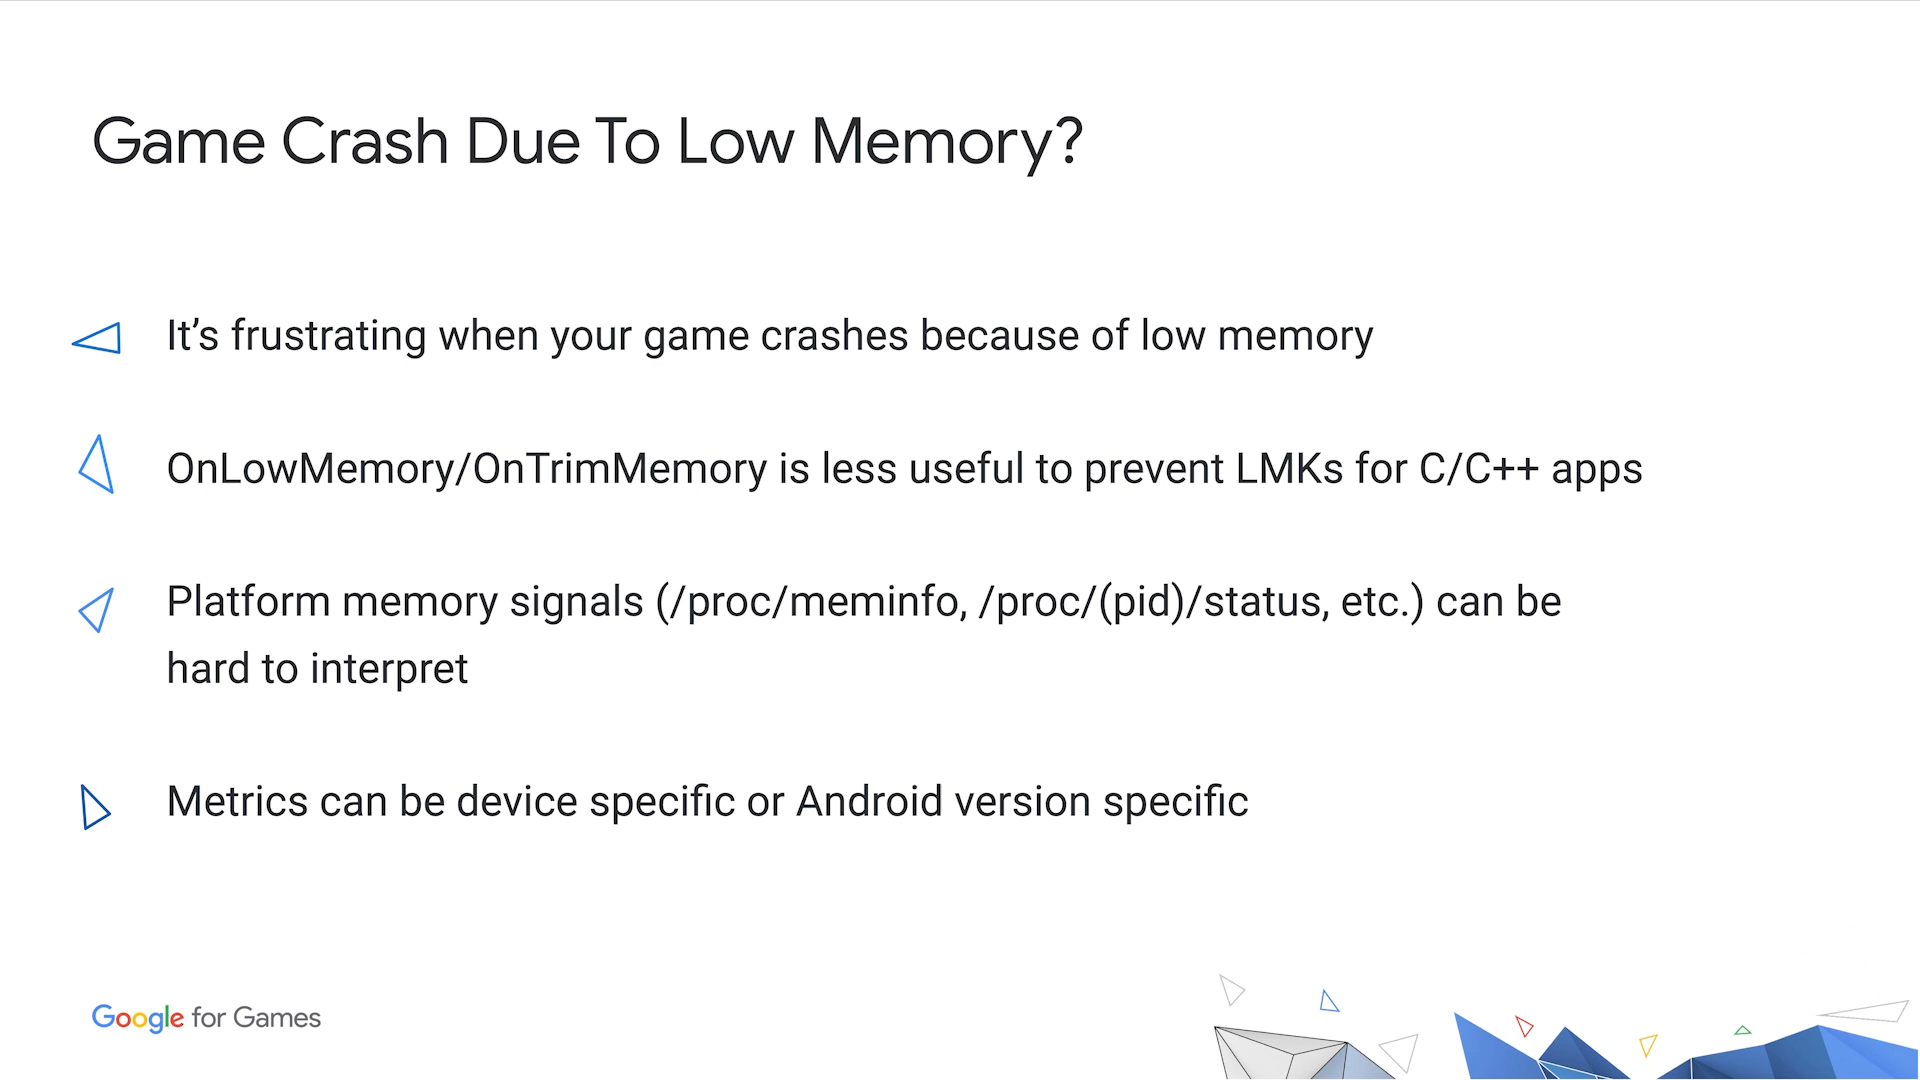 Game Crash Due To Low Memory?
It’s frustrating when your game crashes because of low memory
OnLowMemory/OnTrimMemory is less useful to prevent LMKs for C/C++ apps
Platform memory signals (/proc/meminfo, /proc/(pid)/status, etc.) can be
hard to interpret
Metrics can be device specific or Android version specific
Google for Games